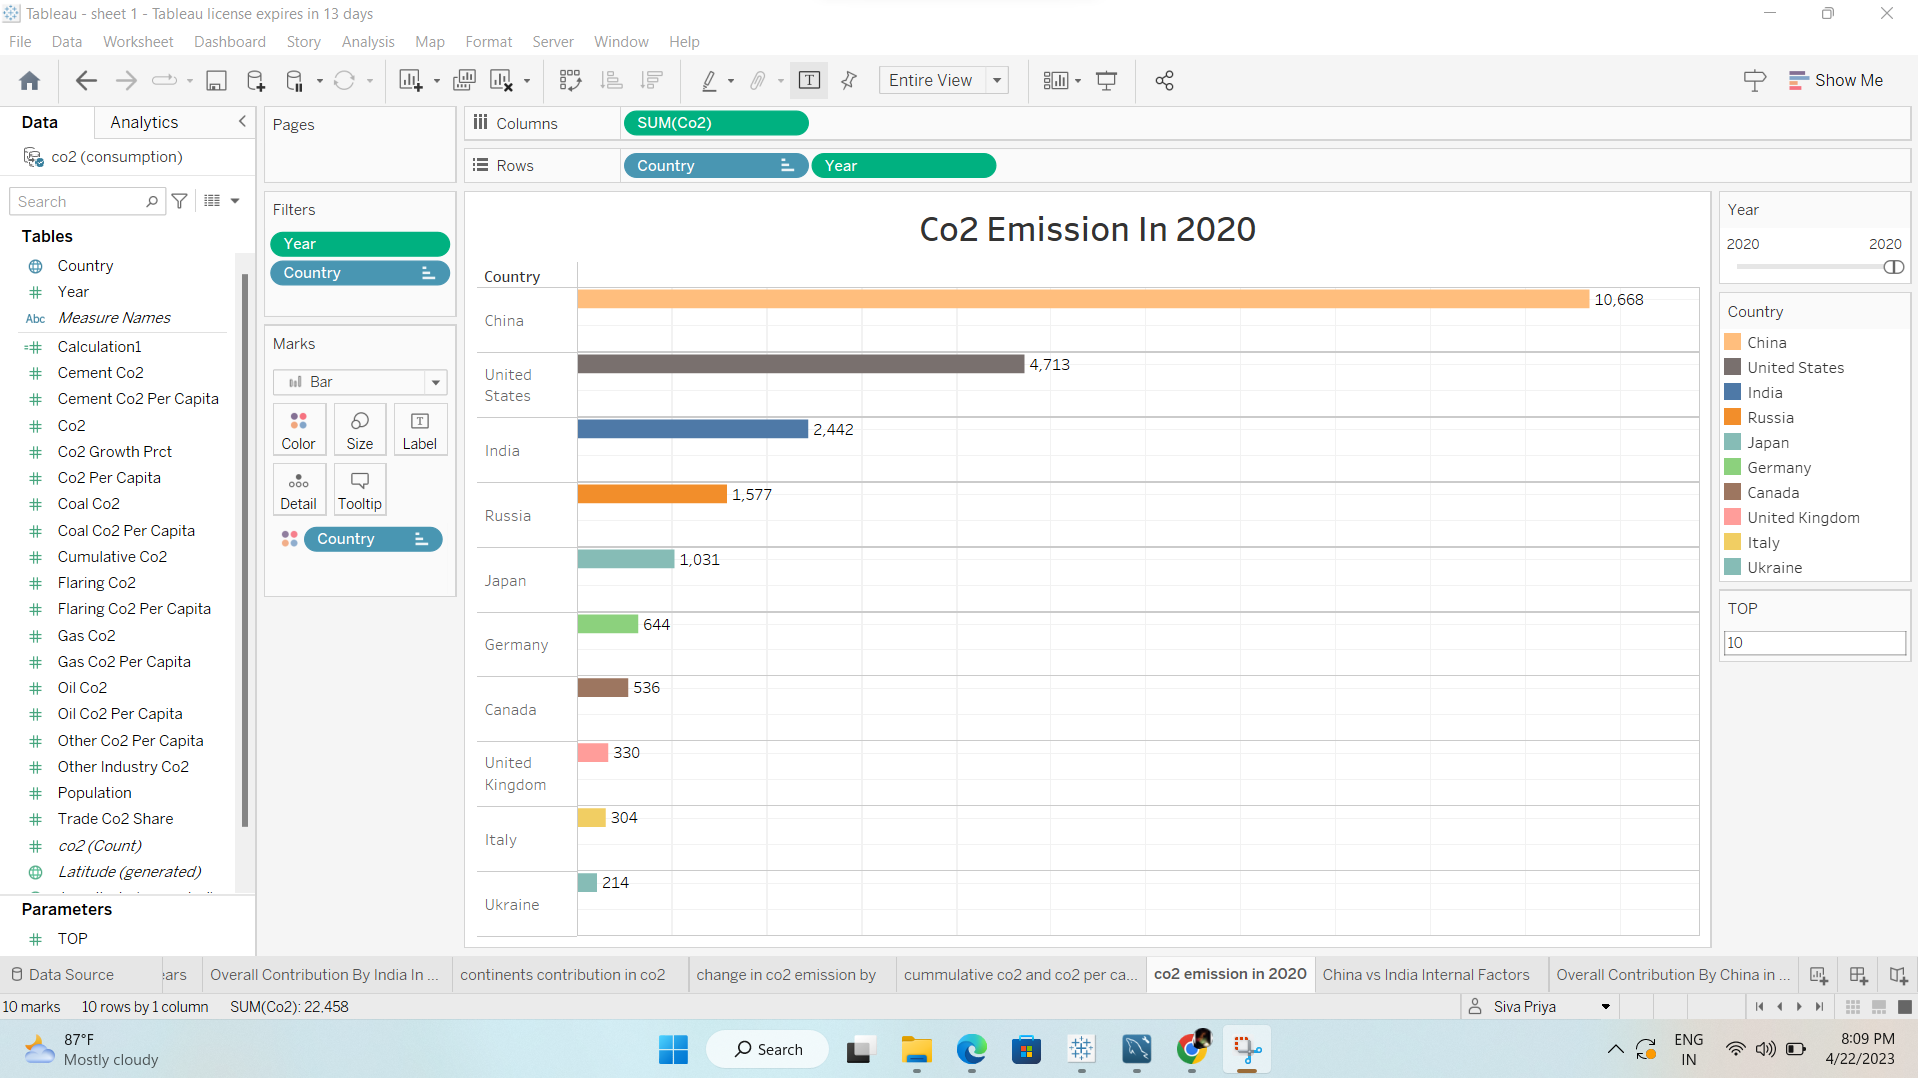 Tableau - sheet 1 - Tableau license expires in 13 days
File Data Worksheet Dashboard Story Analysis Map Format Server Window Help
Entire View
Show Me
Data Analytics
co2 (consumption)
Search
Tables
Country
Year
Abc Measure Names
Calculation1
Cement Co2
Cement Co2 Per Capita
Co2
Co2 Growth Prct
Co2 Per Capita
Coal Co2
Coal Co2 Per Capita
Cumulative Co2
Flaring Co2
Flaring Co2 Per Capita
Gas Co2
Gas Co2 Per Capita
Oil Co2
Oil Co2 Per Capita
Other Co2 Per Capita
Other Industry Co2
Population
Trade Co2 Share
co2 (Count)
Latitude (generated)
Parameters
TOP
Pages
Filters
Year
Country
Marks
Bar
Color Size Label
Detail Tooltip
Country
Columns SUM(Co2)
Rows Country Year
Co2 Emission In 2020
Country
China 10,668
United States 4,713
India 2,442
Russia 1,577
Japan 1,031
Germany 644
Canada 536
United Kingdom 330
Italy 304
Ukraine 214
Year
2020 2020
Country
China
United States
India
Russia
Japan
Germany
Canada
United Kingdom
Italy
Ukraine
TOP
10
Data Source ears Overall Contribution By India In ... continents contribution in co2 change in co2 emission by cummulative co2 and co2 per ca... co2 emission in 2020 China vs India Internal Factors Overall Contribution By China in ...
10 marks 10 rows by 1 column SUM(Co2): 22,458 Siva Priya
87°F
Mostly cloudy
Search
ENG
IN
8:09 PM
4/22/2023